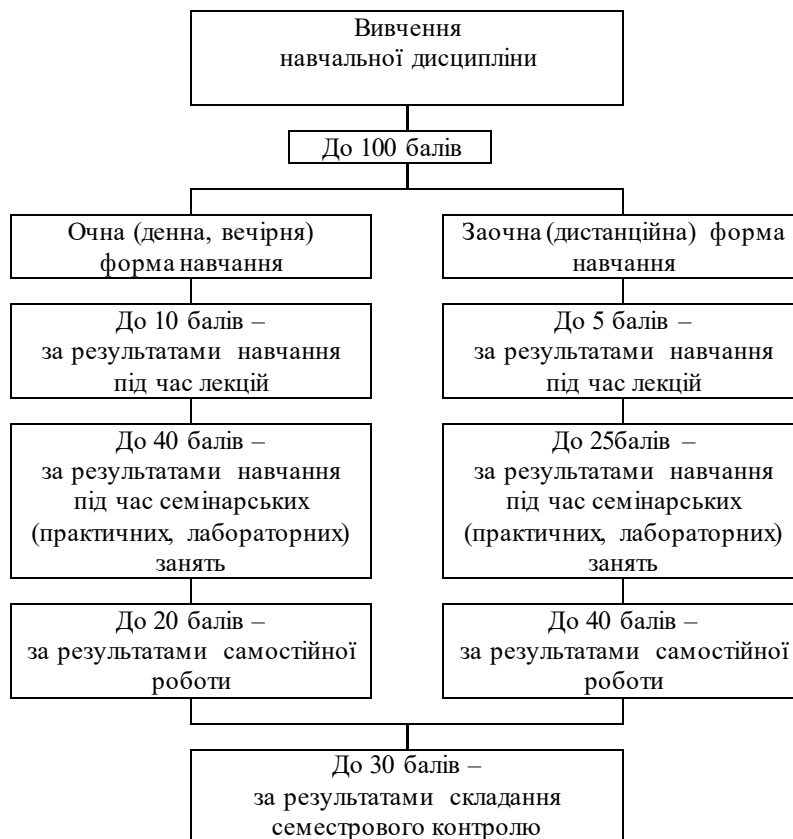 Вивчення
навчальної дисципліни
До 100 балів
Очна (денна, вечірня)
форма навчання
Заочна (дистанційна) форма
навчання
До 10 балів –
за результатами навчання
під час лекцій
До 5 балів –
за результатами навчання
під час лекцій
До 40 балів –
за результатами навчання
під час семінарських
(практичних, лабораторних)
занять
До 25балів –
за результатами навчання
під час семінарських
(практичних, лабораторних)
занять
До 20 балів –
за результатами самостійної
роботи
До 40 балів –
за результатами самостійної
роботи
До 30 балів –
за результатами складання
семестрового контролю